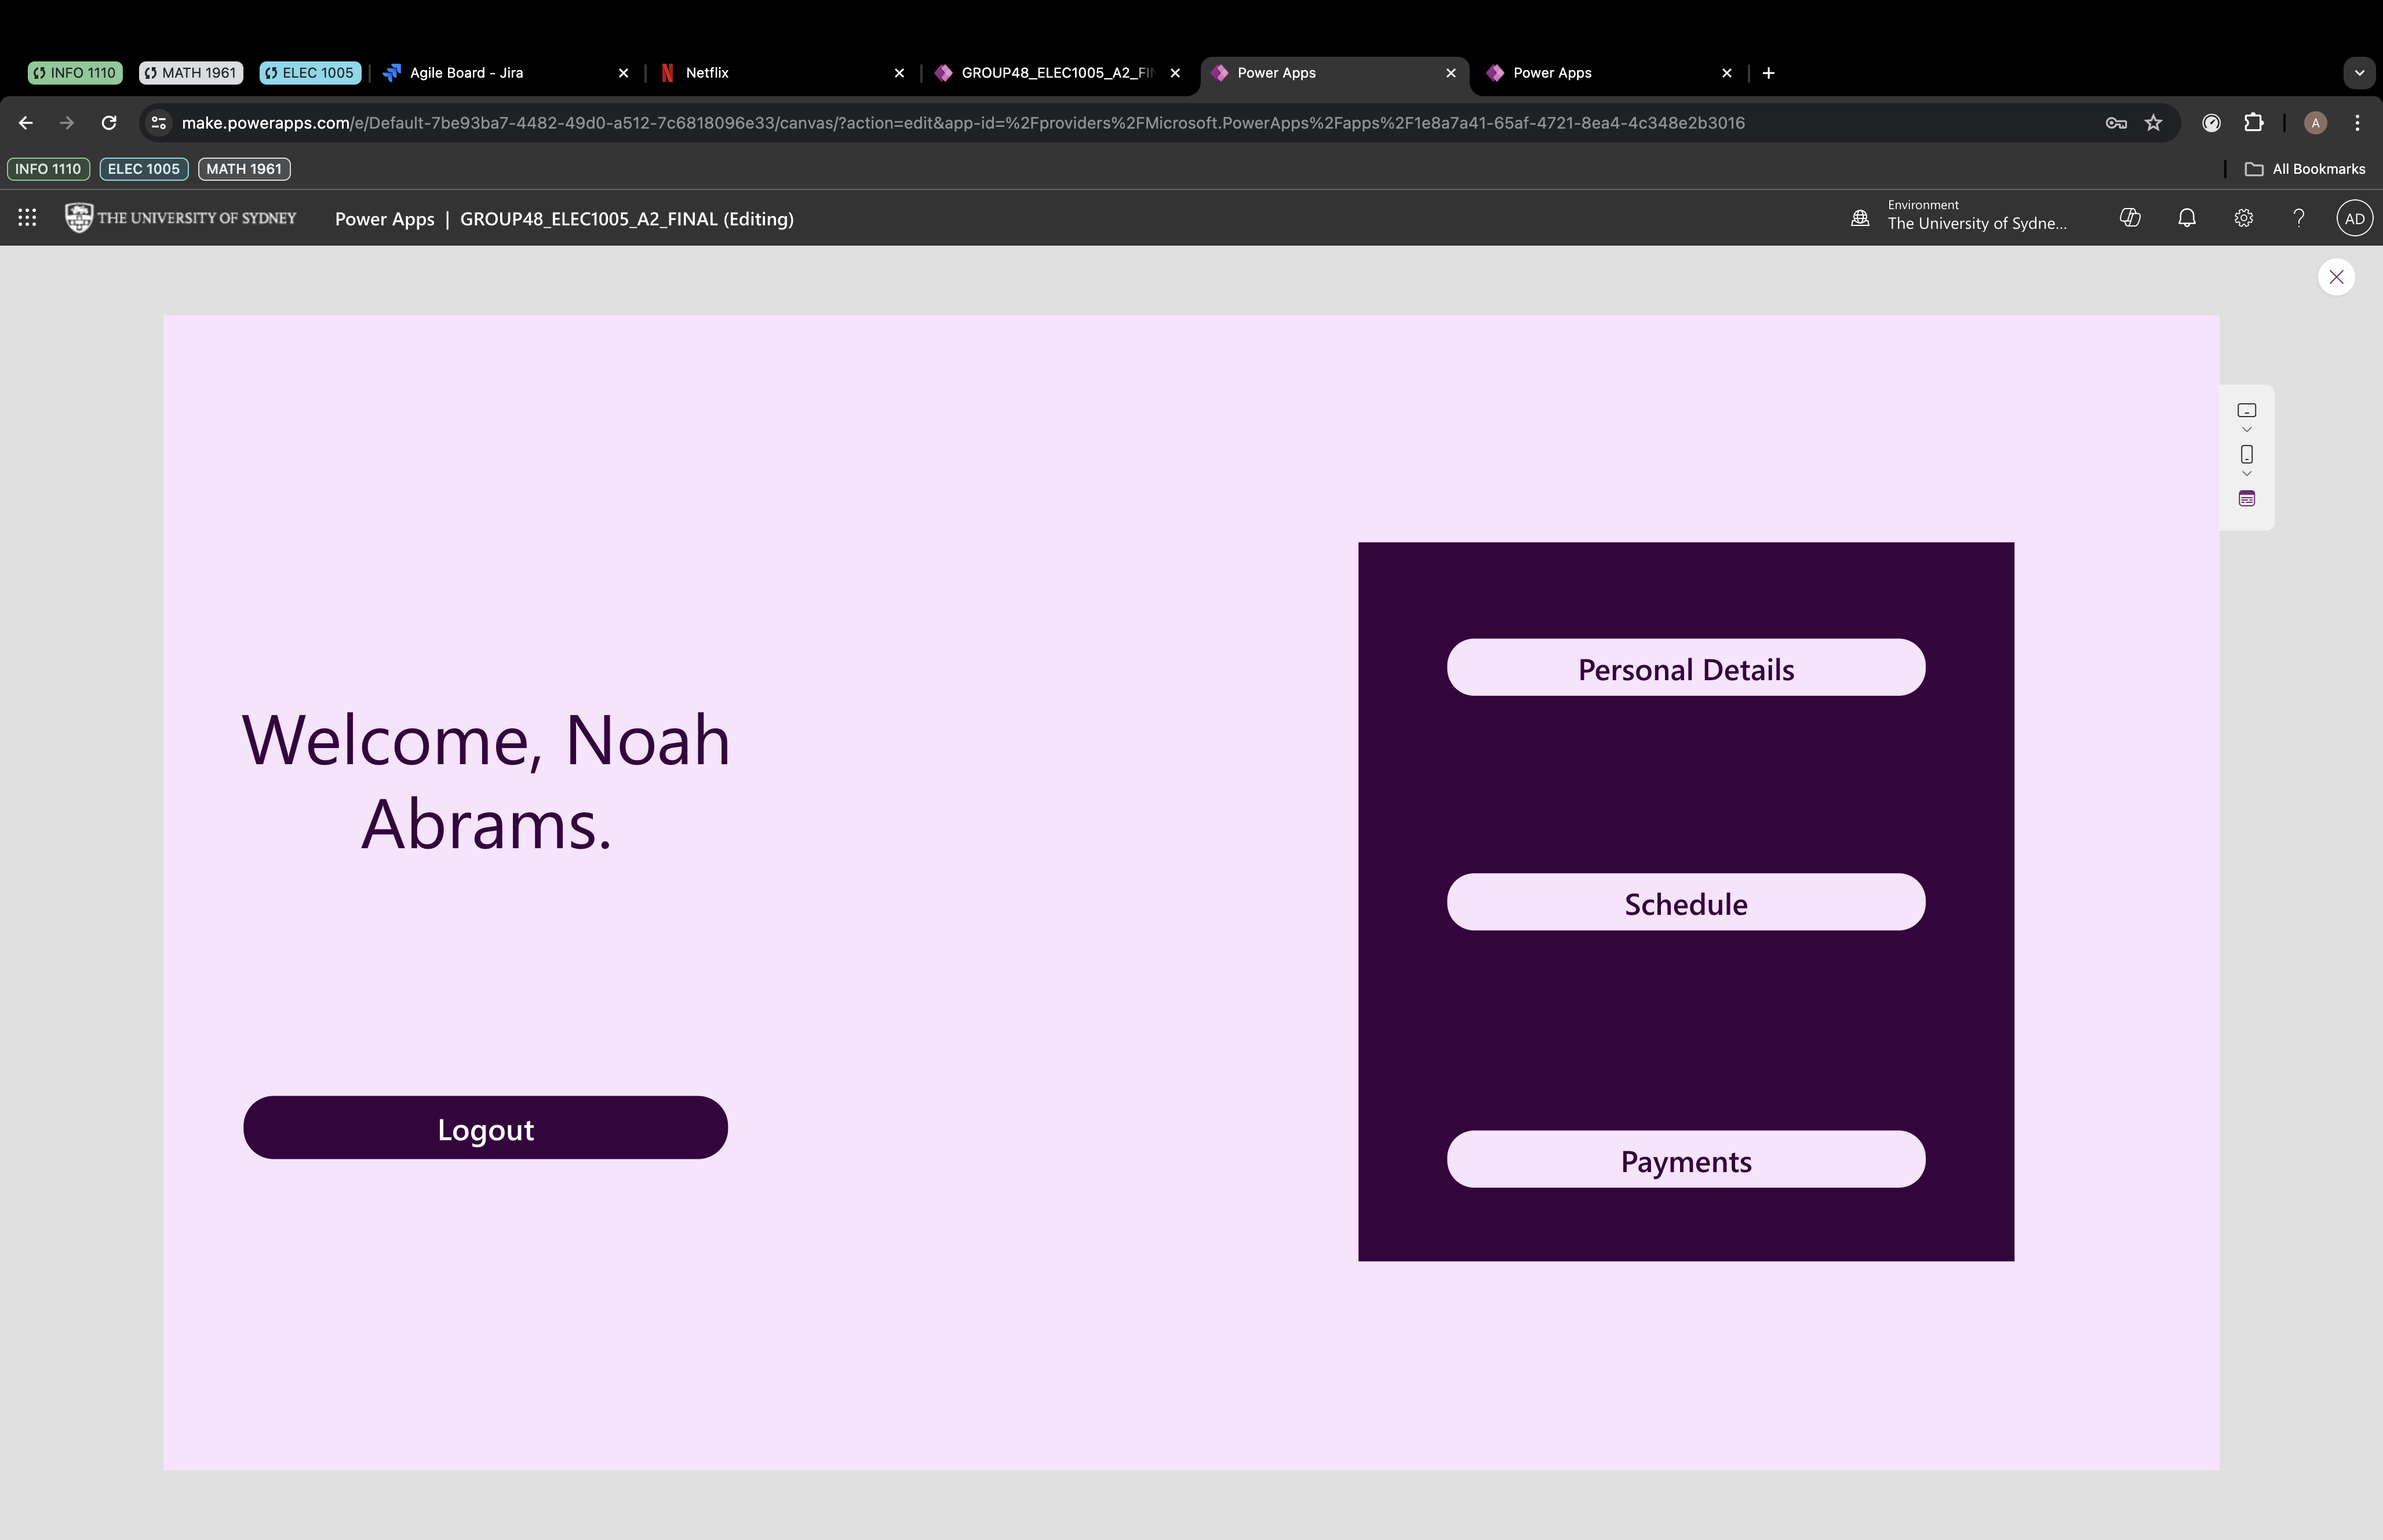 INFO 1110
MATH 1961
ELEC 1005
Agile Board - Jira
Netflix
GROUP48_ELEC1005_A2_FI
Power Apps
Power Apps
make.powerapps.com/e/Default-7be93ba7-4482-49d0-a512-7c6818096e33/canvas/?action=edit&app-id=%2Fproviders%2FMicrosoft.PowerApps%2Fapps%2F1e8a7a41-65af-4721-8ea4-4c348e2b3016
A
INFO 1110
ELEC 1005
MATH 1961
All Bookmarks
THE UNIVERSITY OF SYDNEY
Power Apps | GROUP48_ELEC1005_A2_FINAL (Editing)
Environment
The University of Sydne...
AD
Personal Details
Welcome, Noah
Abrams.
Schedule
Logout
Payments